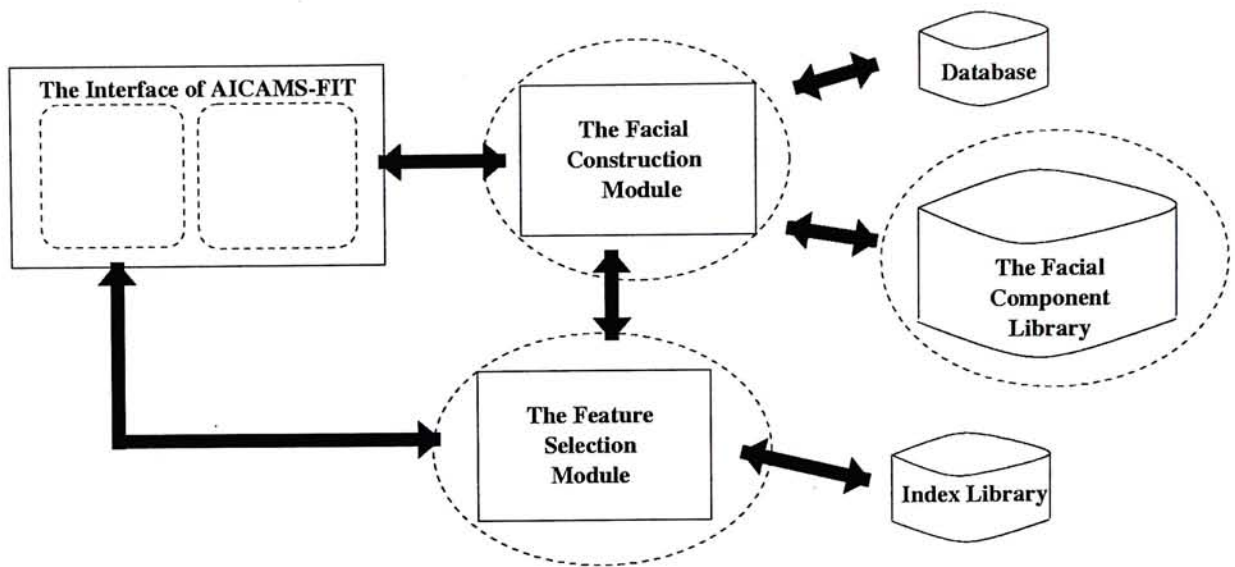 The Interface of AICAMS-FIT
The Facial
Construction
Module
Database
The Facial
Component
Library
The Feature
Selection
Module
Index Library